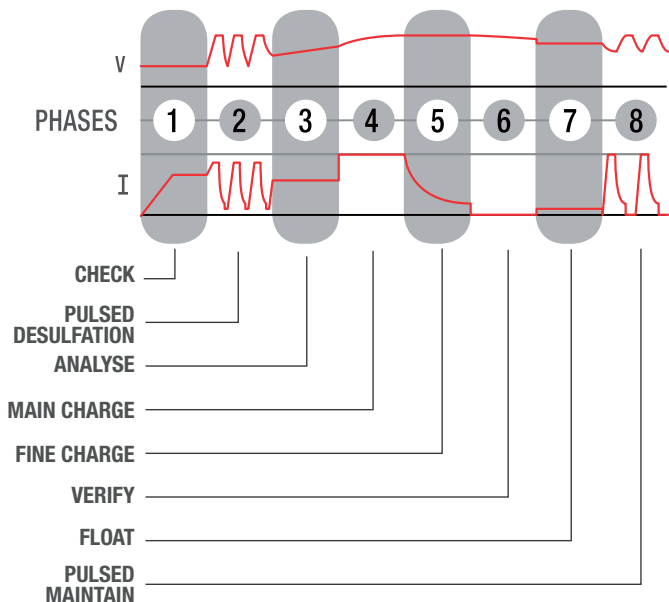 V
PHASES 1 2 3 4 5 6 7 8
I
CHECK
PULSED
DESULFATION
ANALYSE
MAIN CHARGE
FINE CHARGE
VERIFY
FLOAT
PULSED
MAINTAIN